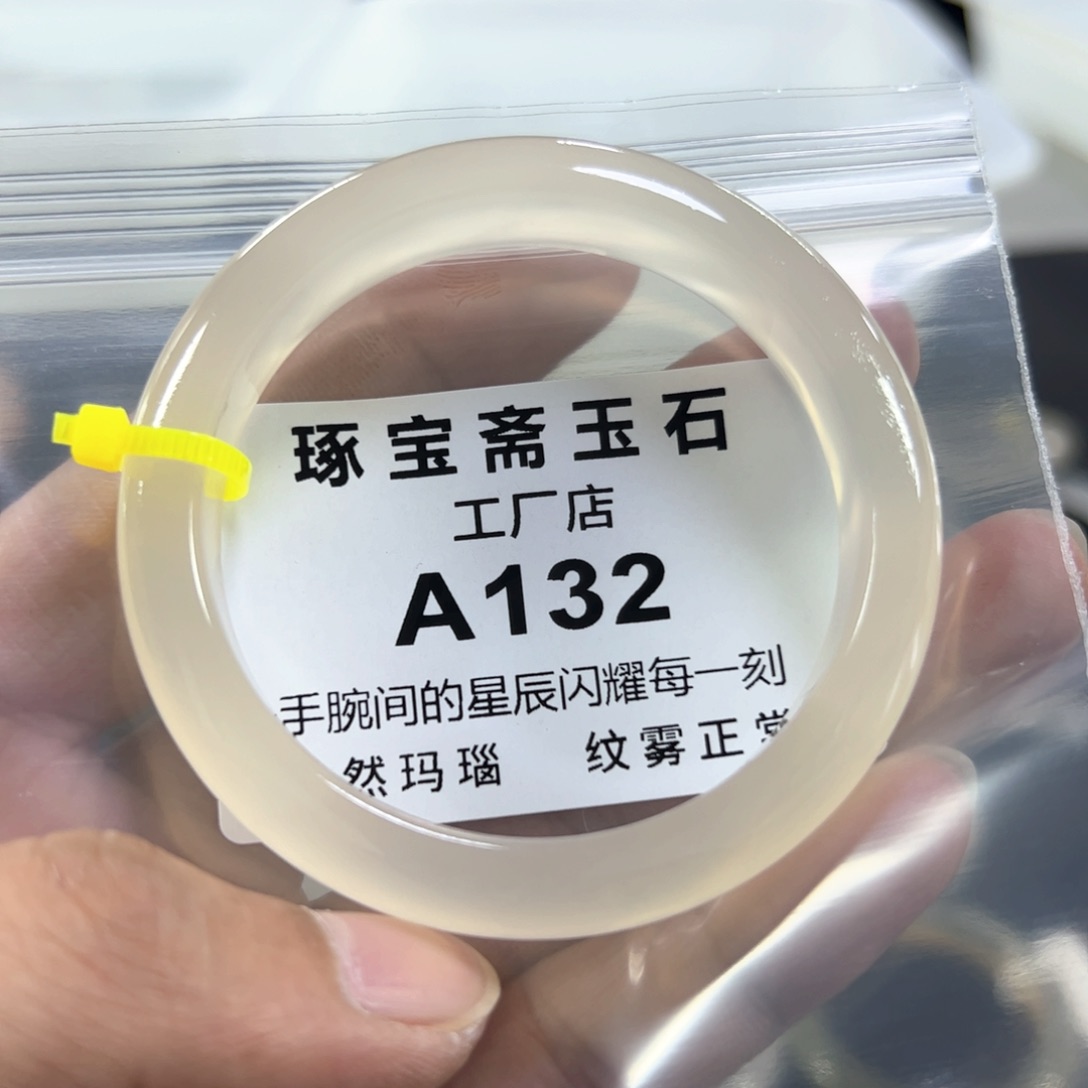 琢宝斋玉石
工厂店
A132
手腕间的星辰闪耀每一刻
然玛瑙 纹雾正常